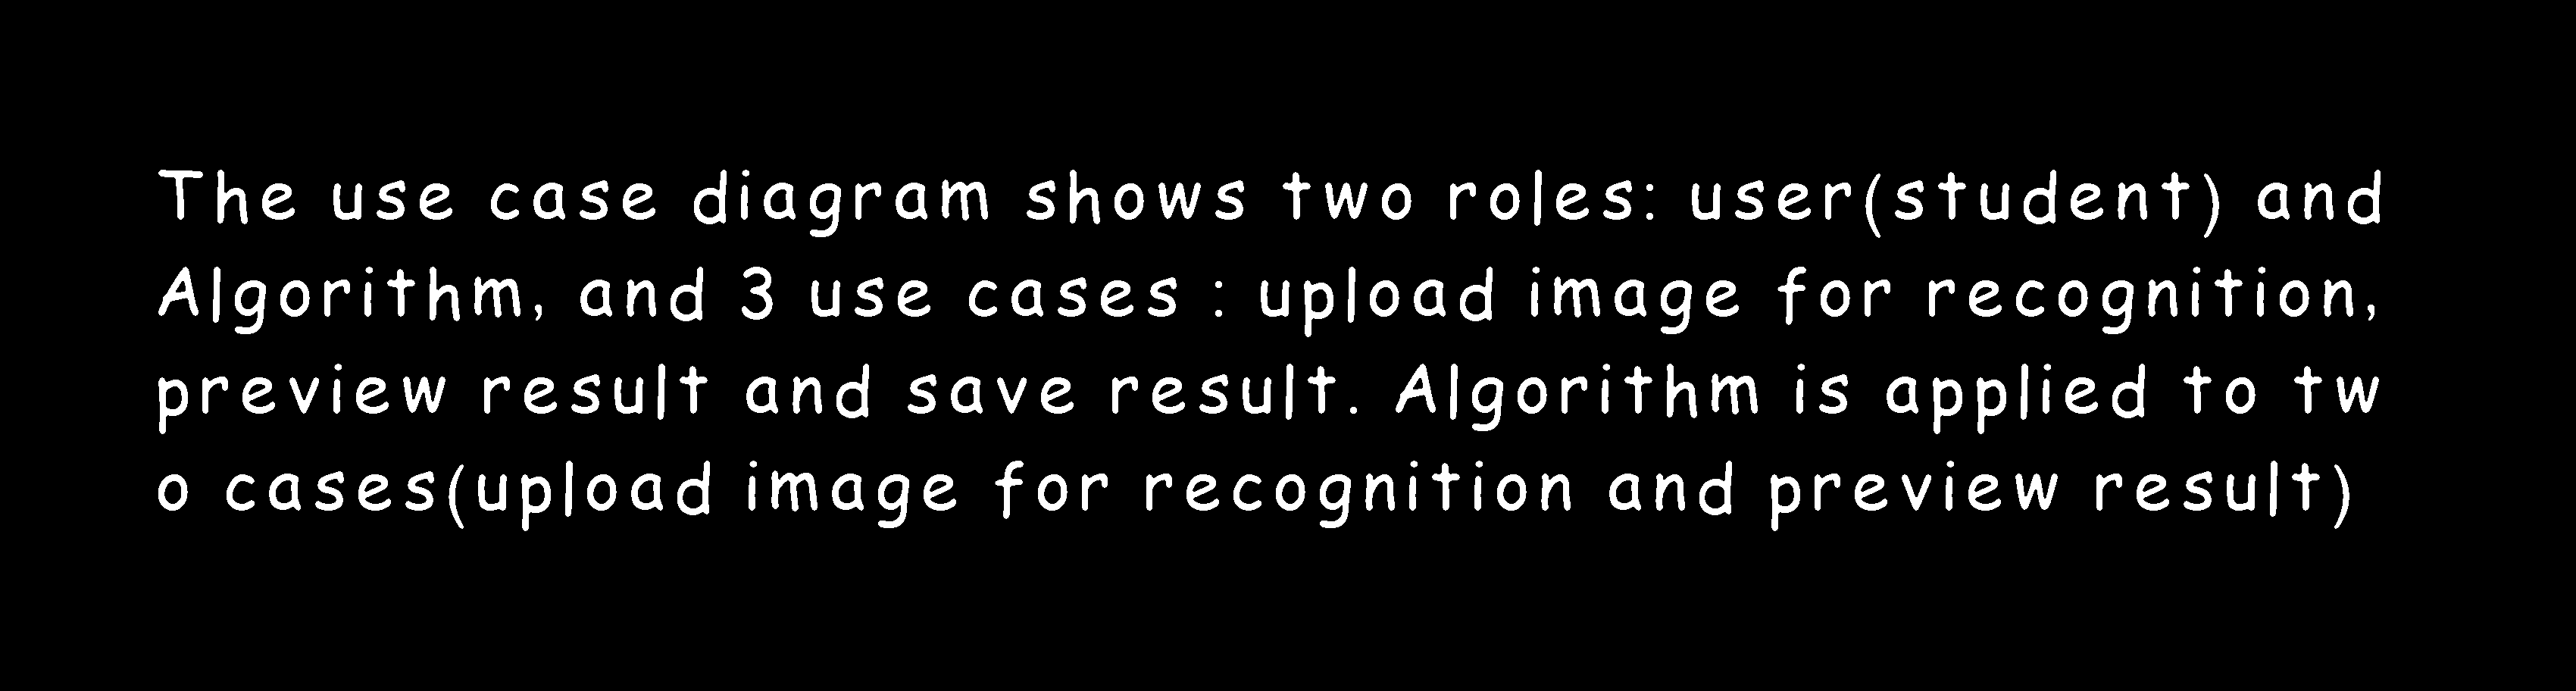 The use case diagram shows two roles: user(student) and
Algorithm, and 3 use cases : upload image for recognition,
preview result and save result. Algorithm is applied to tw
o cases(upload image for recognition and preview result)